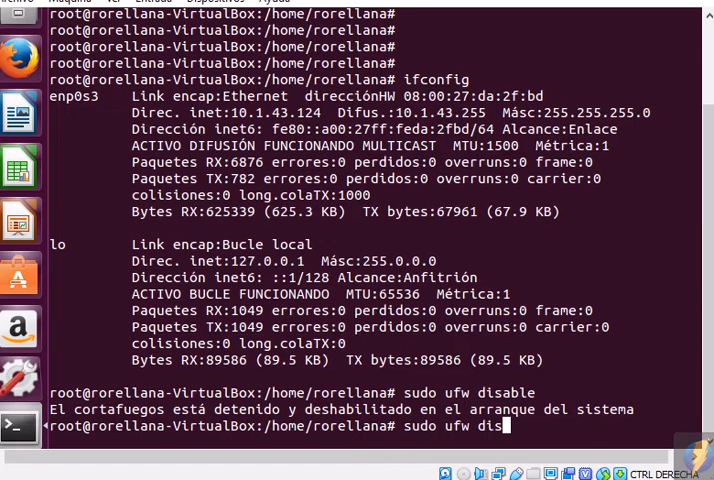 Archivo Máquina Ver Entrada Dispositivos Ayuda
root@rorellana-VirtualBox:/home/rorellana#
root@rorellana-VirtualBox:/home/rorellana#
root@rorellana-VirtualBox:/home/rorellana#
root@rorellana-VirtualBox:/home/rorellana#
root@rorellana-VirtualBox:/home/rorellana# ifconfig
enp0s3 Link encap:Ethernet direcciónHW 08:00:27:da:2f:bd
Direc. inet:10.1.43.124 Difus.:10.1.43.255 Másc:255.255.255.0
Dirección inet6: fe80::a00:27ff:feda:2fbd/64 Alcance:Enlace
ACTIVO DIFUSIÓN FUNCIONANDO MULTICAST MTU:1500 Métrica:1
Paquetes RX:6876 errores:0 perdidos:0 overruns:0 frame:0
Paquetes TX:782 errores:0 perdidos:0 overruns:0 carrier:0
colisiones:0 long.colaTX:1000
Bytes RX:625339 (625.3 KB) TX bytes:67961 (67.9 KB)
lo Link encap:Bucle local
Direc. inet:127.0.0.1 Másc:255.0.0.0
Dirección inet6: ::1/128 Alcance:Anfitrión
ACTIVO BUCLE FUNCIONANDO MTU:65536 Métrica:1
Paquetes RX:1049 errores:0 perdidos:0 overruns:0 frame:0
Paquetes TX:1049 errores:0 perdidos:0 overruns:0 carrier:0
colisiones:0 long.colaTX:0
Bytes RX:89586 (89.5 KB) TX bytes:89586 (89.5 KB)
root@rorellana-VirtualBox:/home/rorellana# sudo ufw disable
El cortafuegos está detenido y deshabilitado en el arranque del sistema
root@rorellana-VirtualBox:/home/rorellana# sudo ufw dis
CTRL DERECHA